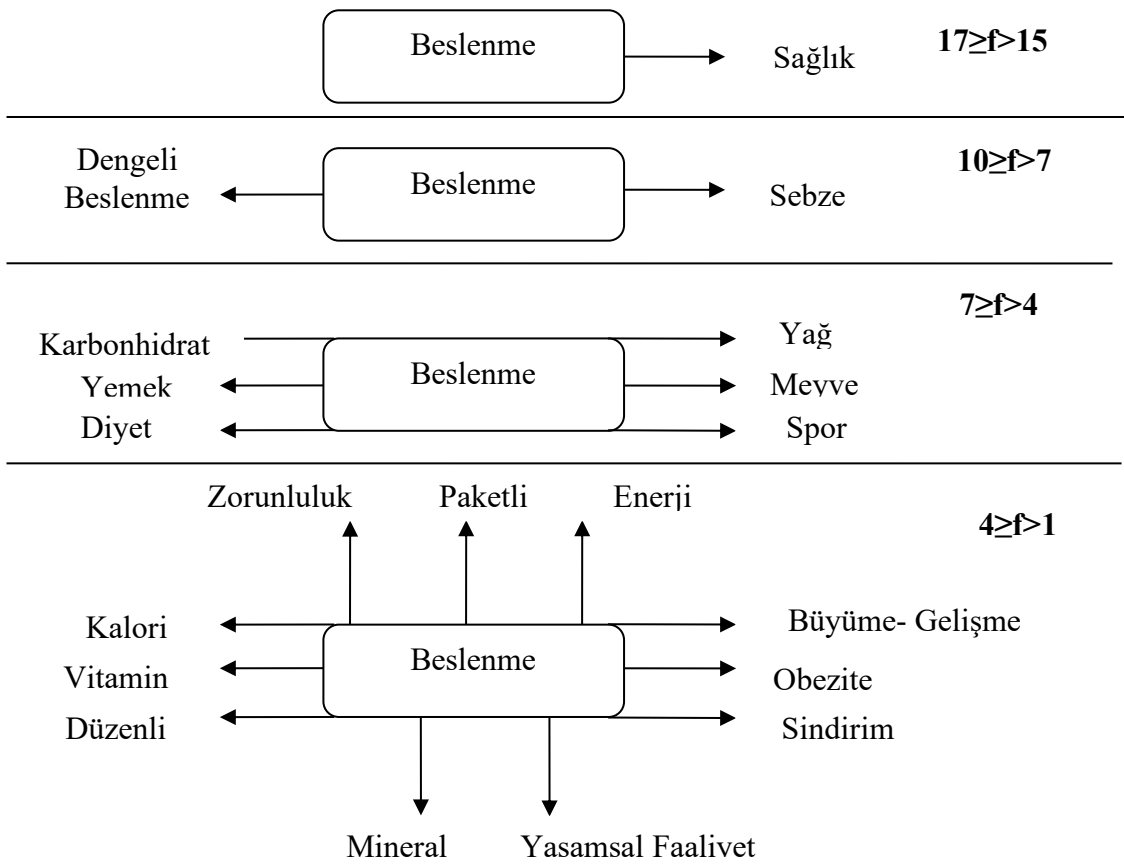 Beslenme
Sağlık
17≥f>15
Dengeli
Beslenme
Beslenme
Sebze
10≥f>7
7≥f>4
Karbonhidrat
Yağ
Yemek
Beslenme
Meyve
Diyet
Spor
Zorunluluk
Paketli
Enerji
4≥f>1
Kalori
Büyüme- Gelişme
Vitamin
Beslenme
Obezite
Düzenli
Sindirim
Mineral
Yaşamsal Faaliyet